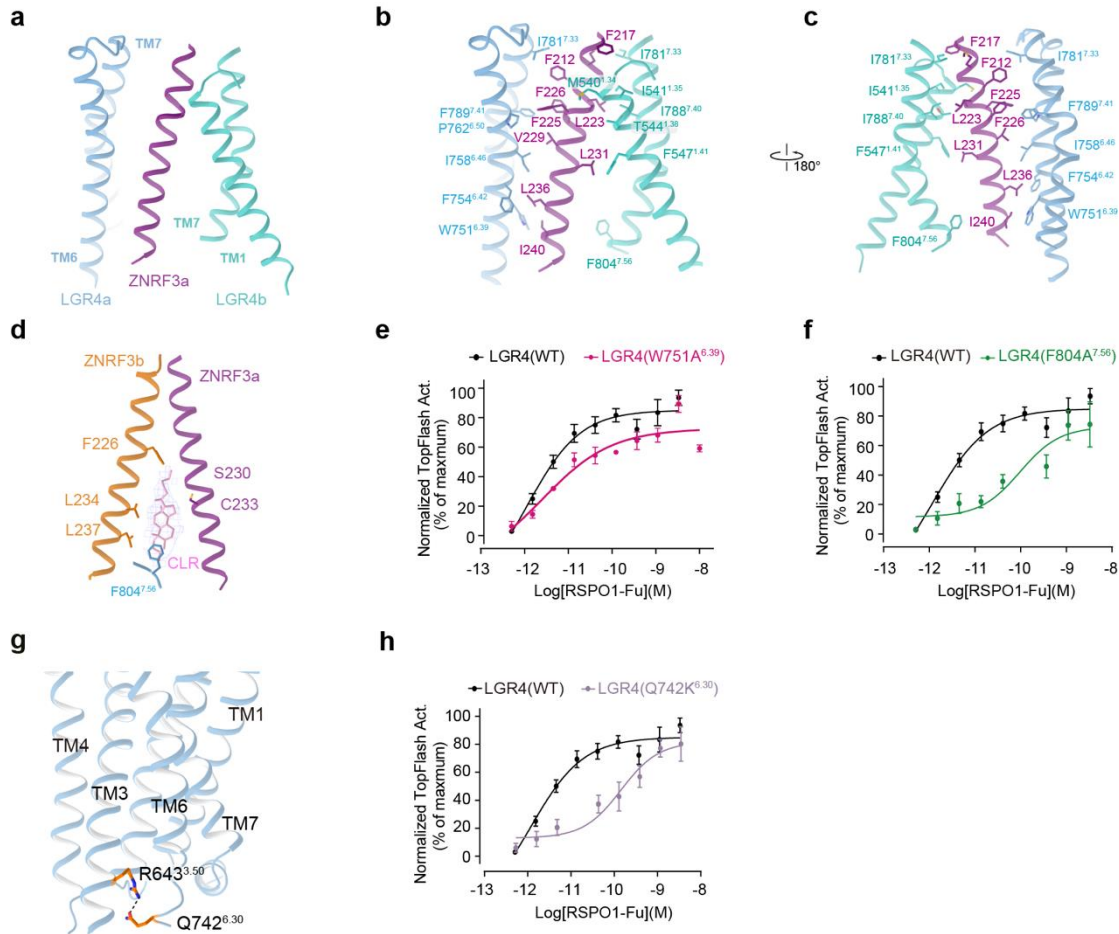 a
TM7
TM6
TM7
TM1
ZNRF3a
LGR4a
LGR4b
b
F217
I781^7.33
I781^7.33
F212
M540^1.34
F226
I541^1.35
F789^7.41
F225
L223
I788^7.40
P762^6.50
T544^1.38
V229
I758^6.46
L231
F547^1.41
L236
F754^6.42
W751^6.39
I240
F804^7.56
180°
c
F217
I781^7.33
I781^7.33
F212
I541^1.35
F225
F789^7.41
I788^7.40
L223
F226
L231
I758^6.46
F547^1.41
L236
F754^6.42
I240
W751^6.39
F804^7.56
d
ZNRF3b
ZNRF3a
F226
S230
L234
C233
L237
CLR
F804^7.56
e
LGR4(WT)
LGR4(W751A^6.39)
Normalized TopFlash Act.
(% of maxmum)
100
80
60
40
20
0
-13
-12
-11
-10
-9
-8
Log[RSPO1-Fu](M)
f
LGR4(WT)
LGR4(F804A^7.56)
Normalized TopFlash Act.
(% of maxmum)
100
80
60
40
20
0
-13
-12
-11
-10
-9
-8
Log[RSPO1-Fu](M)
g
TM1
TM4
TM3
TM6
TM7
R643^3.50
Q742^6.30
h
LGR4(WT)
LGR4(Q742K^6.30)
Normalized TopFlash Act.
(% of maxmum)
100
80
60
40
20
0
-13
-12
-11
-10
-9
-8
Log[RSPO1-Fu](M)